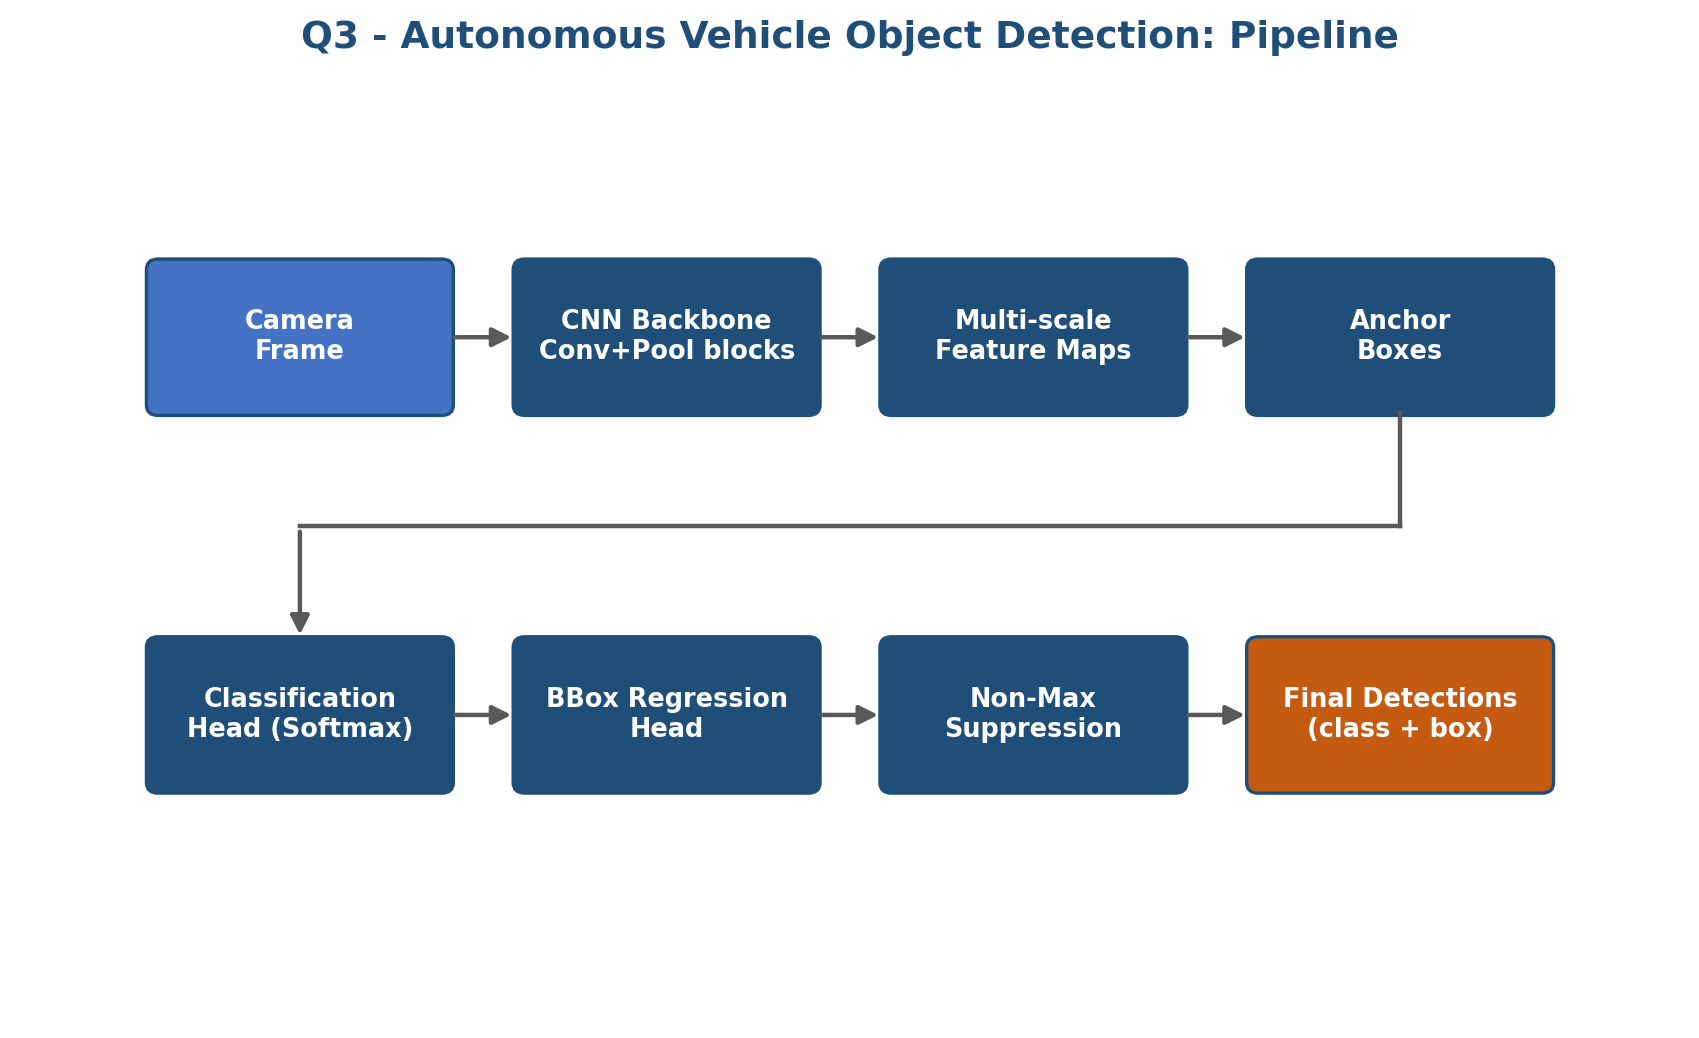 Q3 - Autonomous Vehicle Object Detection: Pipeline
Camera
Frame
CNN Backbone
Conv+Pool blocks
Multi-scale
Feature Maps
Anchor
Boxes
Classification
Head (Softmax)
BBox Regression
Head
Non-Max
Suppression
Final Detections
(class + box)